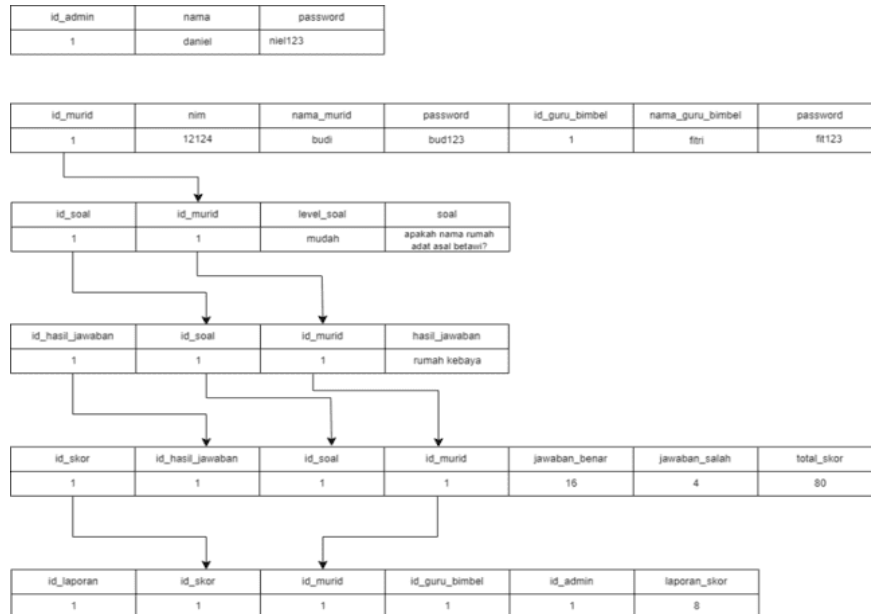 id_admin nama password
1 daniel niel123
id_murid nim nama_murid password id_guru_bimbel nama_guru_bimbel password
1 12124 budi bud123 1 fitri fit123
id_soal id_murid level_soal soal
1 1 mudah apakah nama rumah
adat asal betawi?
id_hasil_jawaban id_soal id_murid hasil_jawaban
1 1 1 rumah kebaya
id_skor id_hasil_jawaban id_soal id_murid jawaban_benar jawaban_salah total_skor
1 1 1 1 16 4 80
id_laporan id_skor id_murid id_guru_bimbel id_admin laporan_skor
1 1 1 1 1 8